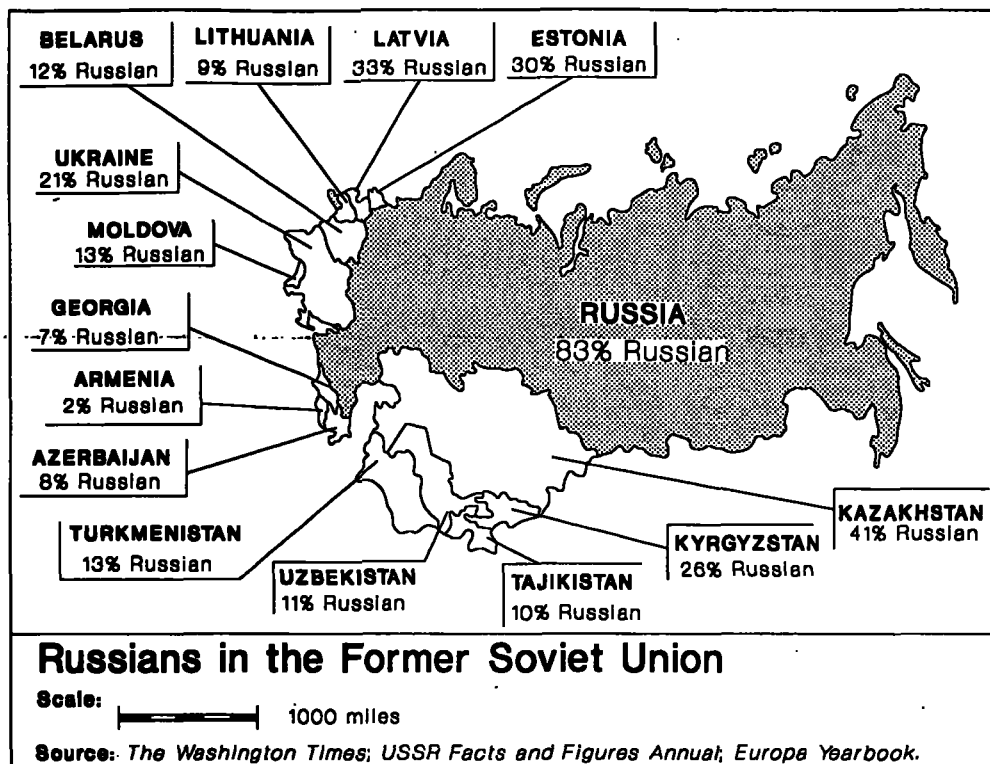 BELARUS
12% Russian
LITHUANIA
9% Russian
LATVIA
33% Russian
ESTONIA
30% Russian
UKRAINE
21% Russian
MOLDOVA
13% Russian
GEORGIA
7% Russian
ARMENIA
2% Russian
AZERBAIJAN
8% Russian
TURKMENISTAN
13% Russian
UZBEKISTAN
11% Russian
TAJIKISTAN
10% Russian
KYRGYZSTAN
26% Russian
KAZAKHSTAN
41% Russian
RUSSIA
83% Russian
Russians in the Former Soviet Union
Scale:
1000 miles
Source: The Washington Times; USSR Facts and Figures Annual; Europa Yearbook.